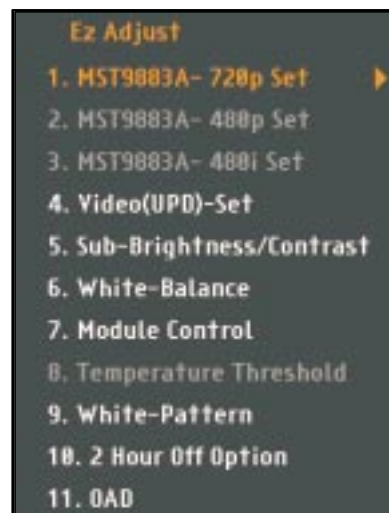 Ez Adjust
1. MST9883A- 720p Set
2. MST9883A- 480p Set
3. MST9883A- 480i Set
4. Video(UPD)-Set
5. Sub-Brightness/Contrast
6. White-Balance
7. Module Control
8. Temperature Threshold
9. White-Pattern
10. 2 Hour Off Option
11. OAD